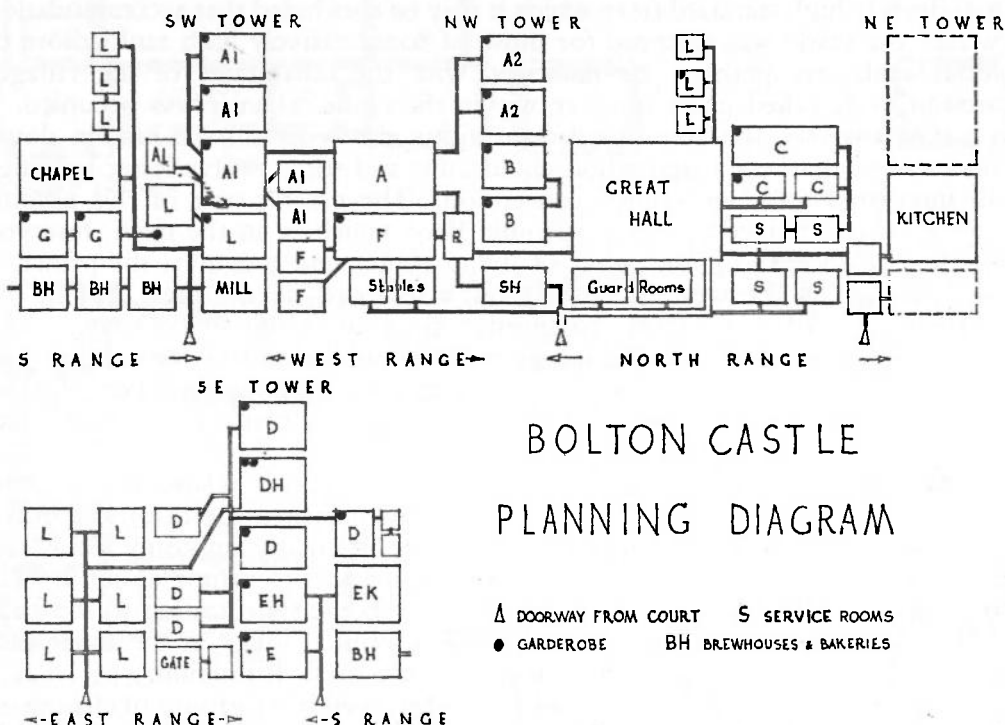 SW TOWER NW TOWER NE TOWER
L A1 A2 L
L A1 A2 L C
L AL A1 A1 A B L C C
CHAPEL L A1 B GREAT HALL KITCHEN
G G L F F R S S
BH BH BH MILL F Stables SH Guard Rooms S S
S RANGE WEST RANGE NORTH RANGE
SE TOWER
D
DH
L L D D
D
L L D EH EK
D
L L GATE E BH
-EAST RANGE- -S RANGE
BOLTON CASTLE
PLANNING DIAGRAM
DOORWAY FROM COURT S SERVICE ROOMS
GARDEROBE BH BREWHOUSES & BAKERIES